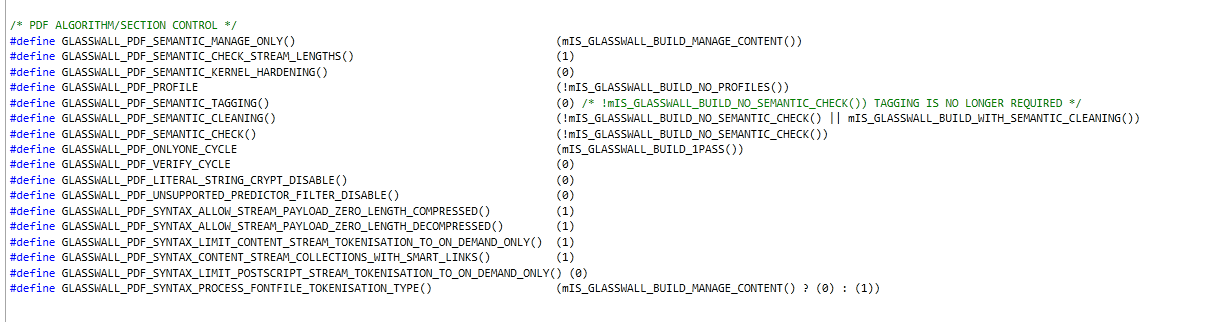 /* PDF ALGORITHM/SECTION CONTROL */
#define GLASSWALL_PDF_SEMANTIC_MANAGE_ONLY() (mIS_GLASSWALL_BUILD_MANAGE_CONTENT())
#define GLASSWALL_PDF_SEMANTIC_CHECK_STREAM_LENGTHS() (1)
#define GLASSWALL_PDF_SEMANTIC_KERNEL_HARDENING() (0)
#define GLASSWALL_PDF_PROFILE (!mIS_GLASSWALL_BUILD_NO_PROFILES())
#define GLASSWALL_PDF_SEMANTIC_TAGGING() (0) /* !mIS_GLASSWALL_BUILD_NO_SEMANTIC_CHECK()) TAGGING IS NO LONGER REQUIRED */
#define GLASSWALL_PDF_SEMANTIC_CLEANING() (!mIS_GLASSWALL_BUILD_NO_SEMANTIC_CHECK() || mIS_GLASSWALL_BUILD_WITH_SEMANTIC_CLEANING())
#define GLASSWALL_PDF_SEMANTIC_CHECK() (!mIS_GLASSWALL_BUILD_NO_SEMANTIC_CHECK())
#define GLASSWALL_PDF_ONLYONE_CYCLE (mIS_GLASSWALL_BUILD_1PASS())
#define GLASSWALL_PDF_VERIFY_CYCLE (0)
#define GLASSWALL_PDF_LITERAL_STRING_CRYPT_DISABLE() (0)
#define GLASSWALL_PDF_UNSUPPORTED_PREDICTOR_FILTER_DISABLE() (0)
#define GLASSWALL_PDF_SYNTAX_ALLOW_STREAM_PAYLOAD_ZERO_LENGTH_COMPRESSED() (1)
#define GLASSWALL_PDF_SYNTAX_ALLOW_STREAM_PAYLOAD_ZERO_LENGTH_DECOMPRESSED() (1)
#define GLASSWALL_PDF_SYNTAX_LIMIT_CONTENT_STREAM_TOKENISATION_TO_ON_DEMAND_ONLY() (1)
#define GLASSWALL_PDF_SYNTAX_CONTENT_STREAM_COLLECTIONS_WITH_SMART_LINKS() (1)
#define GLASSWALL_PDF_SYNTAX_LIMIT_POSTSCRIPT_STREAM_TOKENISATION_TO_ON_DEMAND_ONLY() (0)
#define GLASSWALL_PDF_SYNTAX_PROCESS_FONTFILE_TOKENISATION_TYPE() (mIS_GLASSWALL_BUILD_MANAGE_CONTENT() ? (0) : (1))